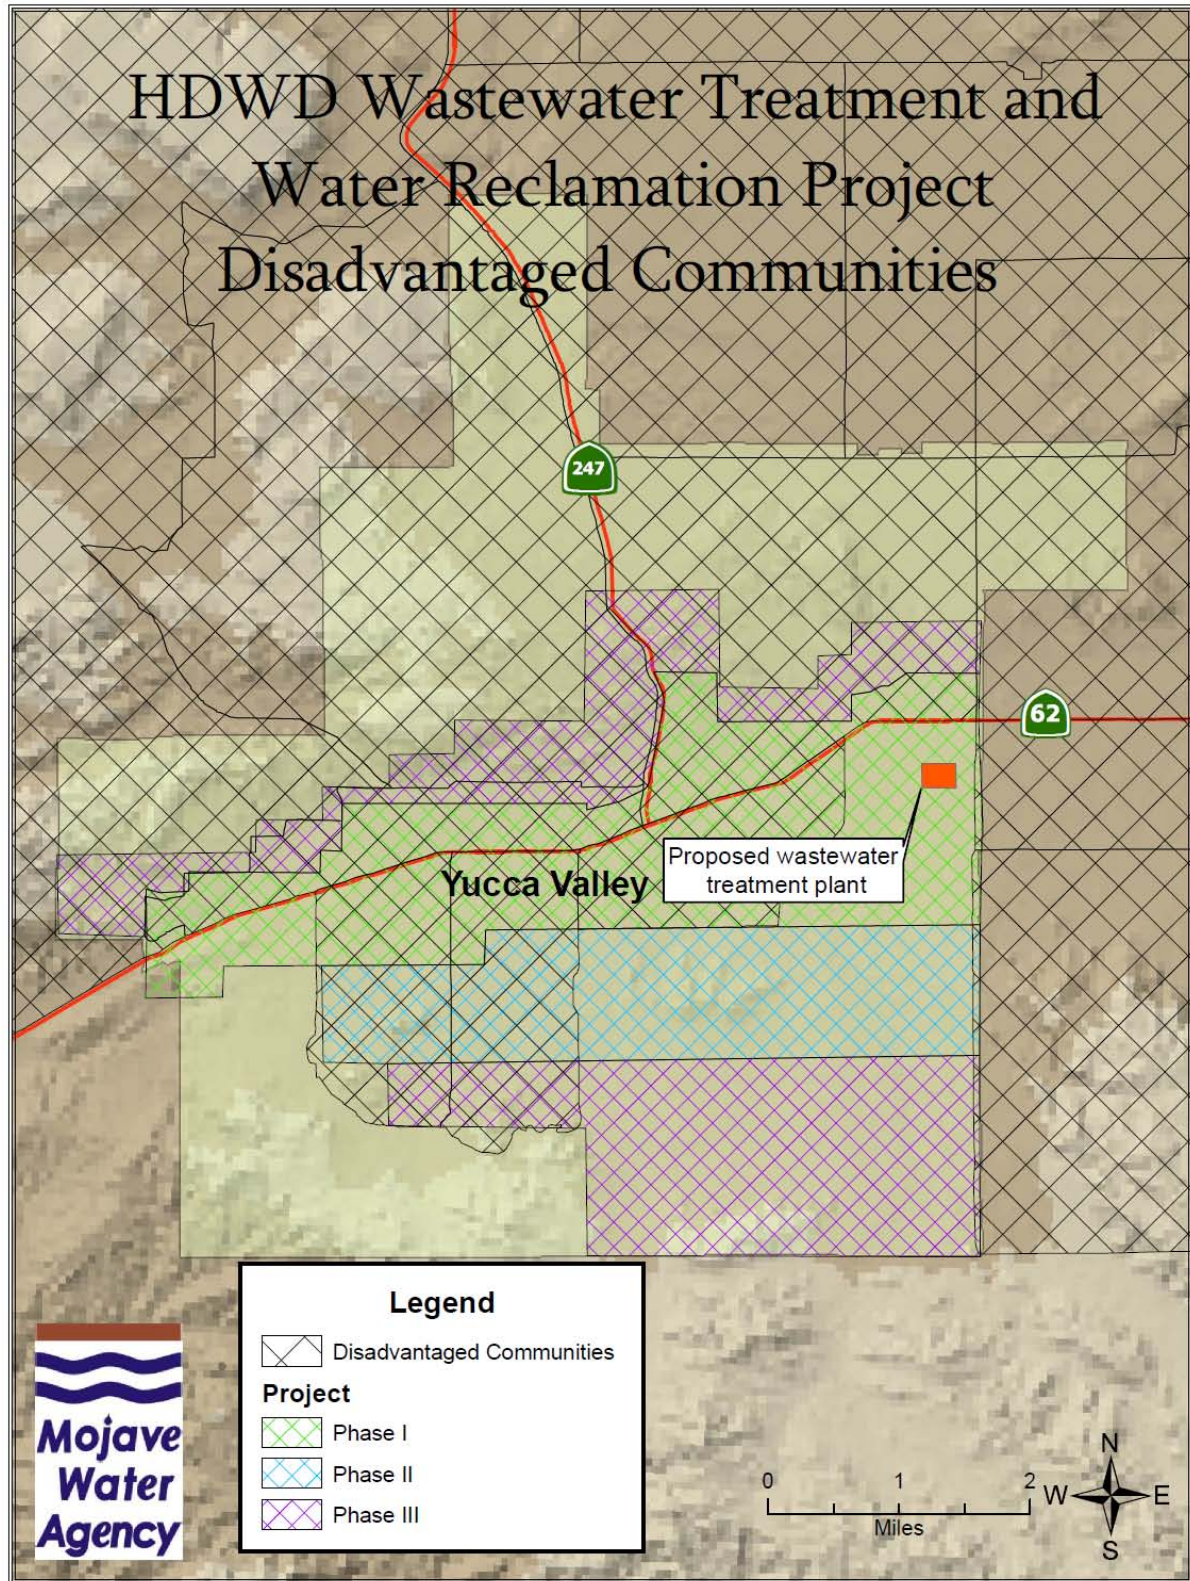 HDWD Wastewater Treatment and
Water Reclamation Project
Disadvantaged Communities
247
62
Proposed wastewater
treatment plant
Yucca Valley
Legend
Disadvantaged Communities
Project
Phase I
Phase II
Phase III
Mojave
Water
Agency
0 1 2
Miles
N
W E
S